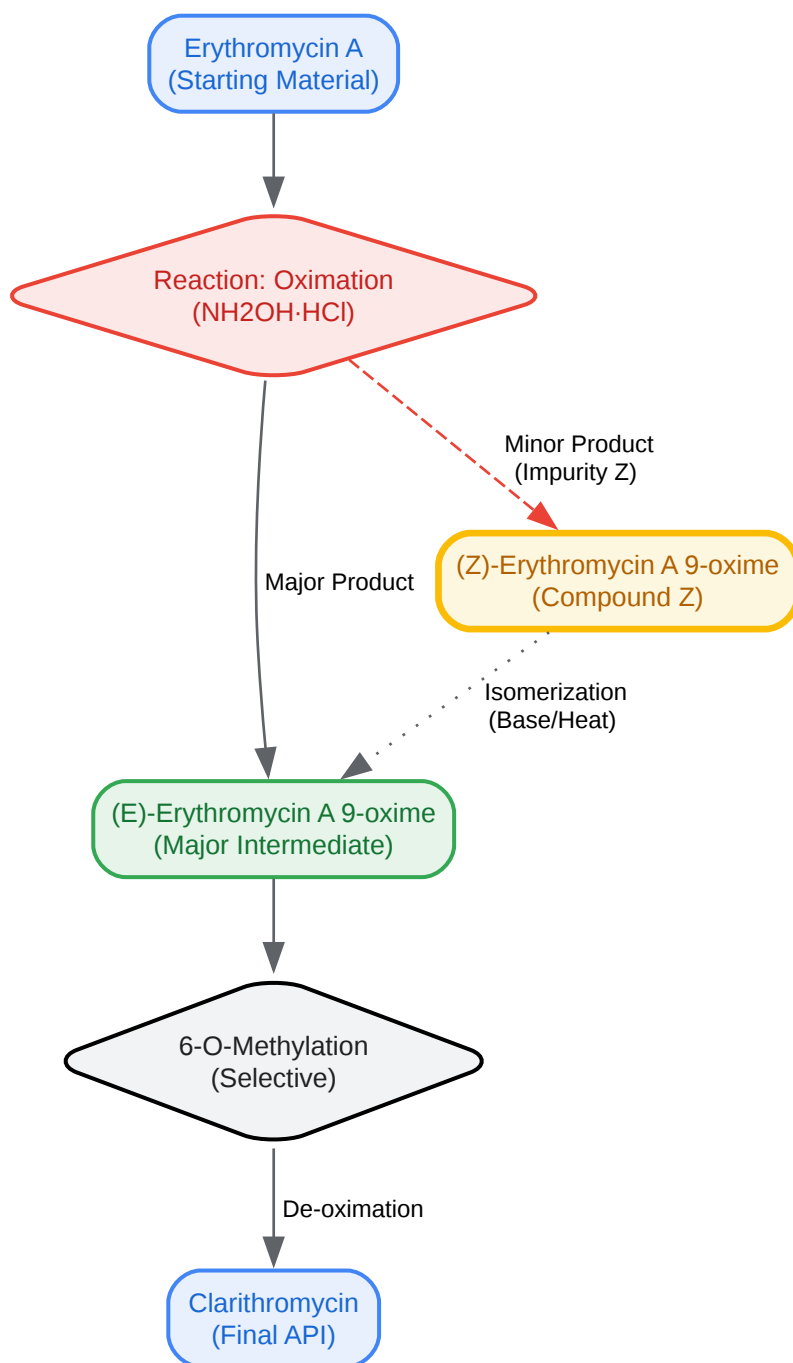 Erythromycin A
(Starting Material)
Reaction: Oximation
(NH2OH·HCl)
Minor Product
(Impurity Z)
(Z)-Erythromycin A 9-oxime
(Compound Z)
Major Product
Isomerization
(Base/Heat)
(E)-Erythromycin A 9-oxime
(Major Intermediate)
6-O-Methylation
(Selective)
De-oximation
Clarithromycin
(Final API)